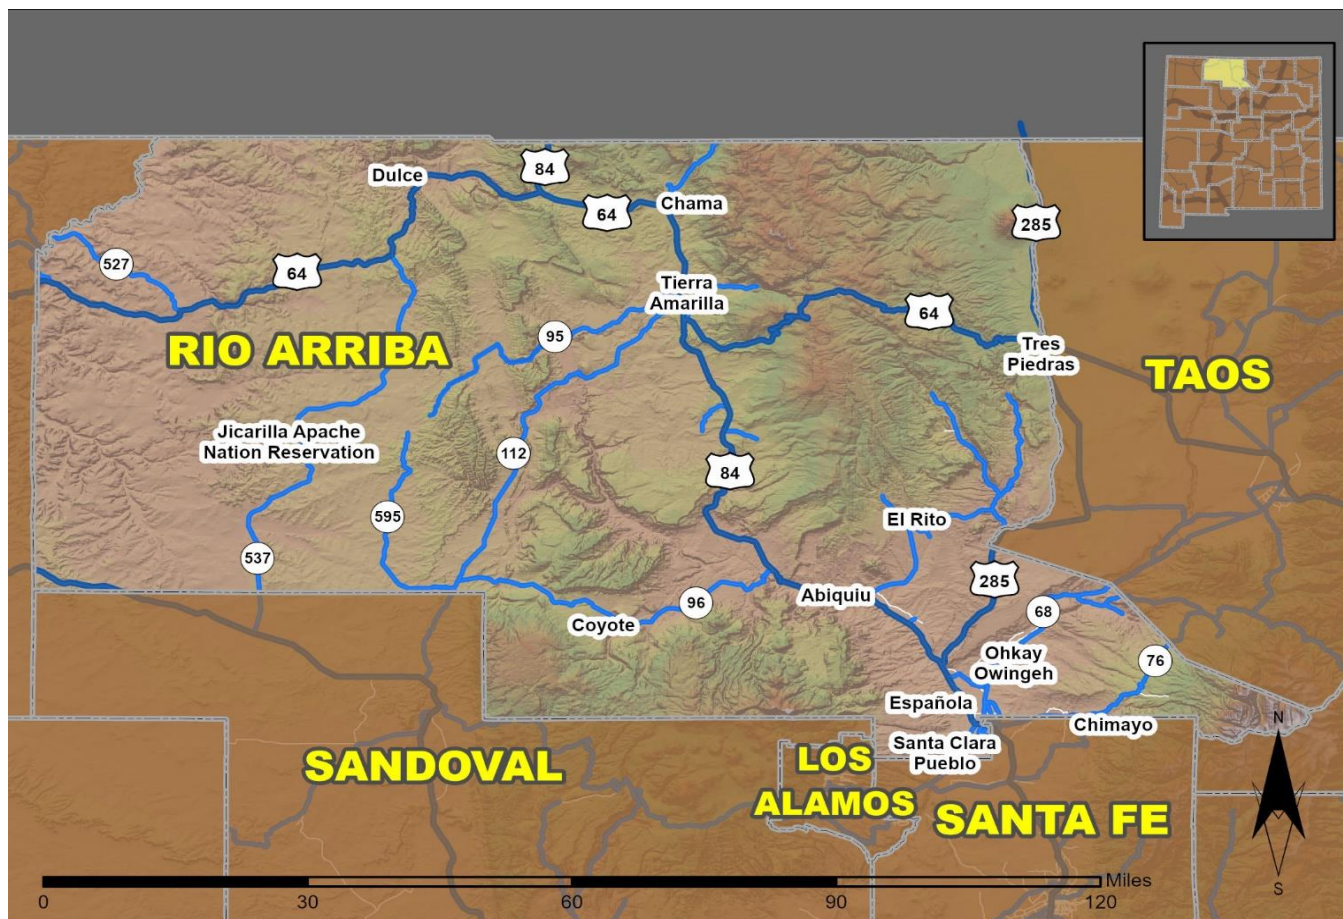 84
Dulce
64
Chama
285
527
64
Tierra
Amarilla
95
64
RIO ARRIBA
Tres
Piedras
TAOS
Jicarilla Apache
Nation Reservation
112
84
595
El Rito
537
285
Abiquiu
96
68
Coyote
Ohkay
Owingeh
76
Española
Chimayo
N
Santa Clara
Pueblo
SANDOVAL
LOS
ALAMOS
SANTA FE
S
Miles
0
30
60
90
120